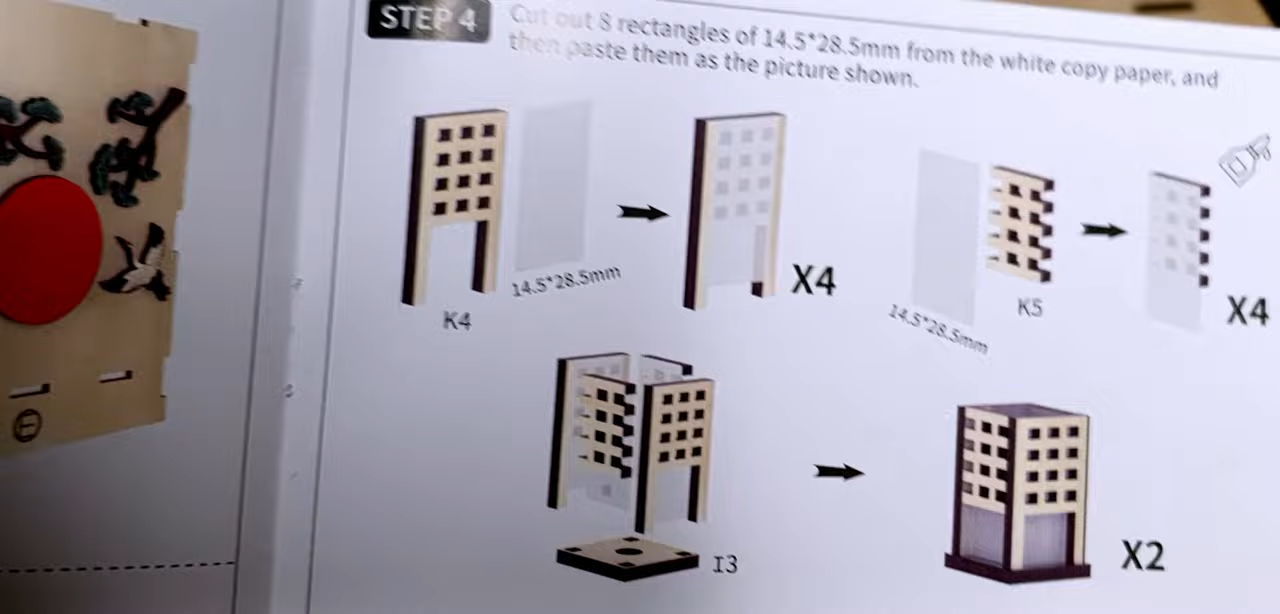 STEP 4
Cut out 8 rectangles of 14.5*28.5mm from the white copy paper, and
then paste them as the picture shown.
14.5*28.5mm
X4
K4
14.5*28.5mm
K5
X4
I3
X2
E